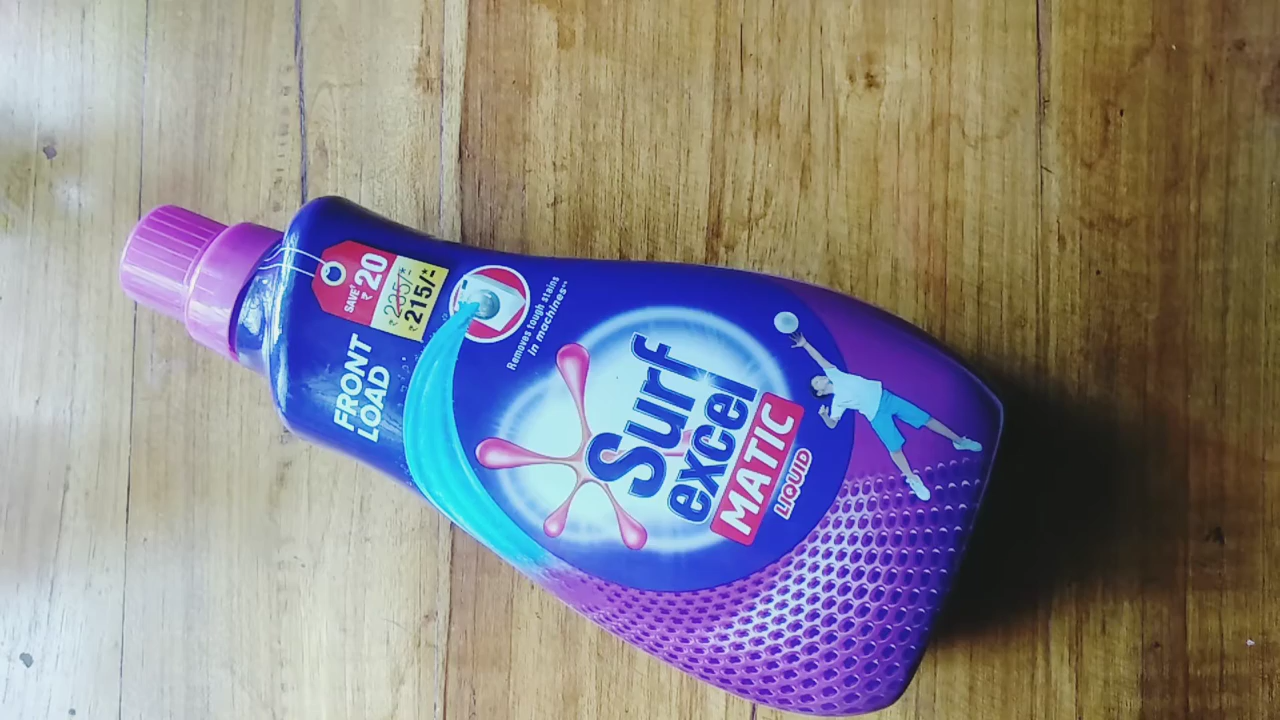 SAVE† ₹20
₹235/-*
₹215/-*
FRONT
LOAD
Removes tough stains
in machines**
Surf
excel
MATIC
LIQUID